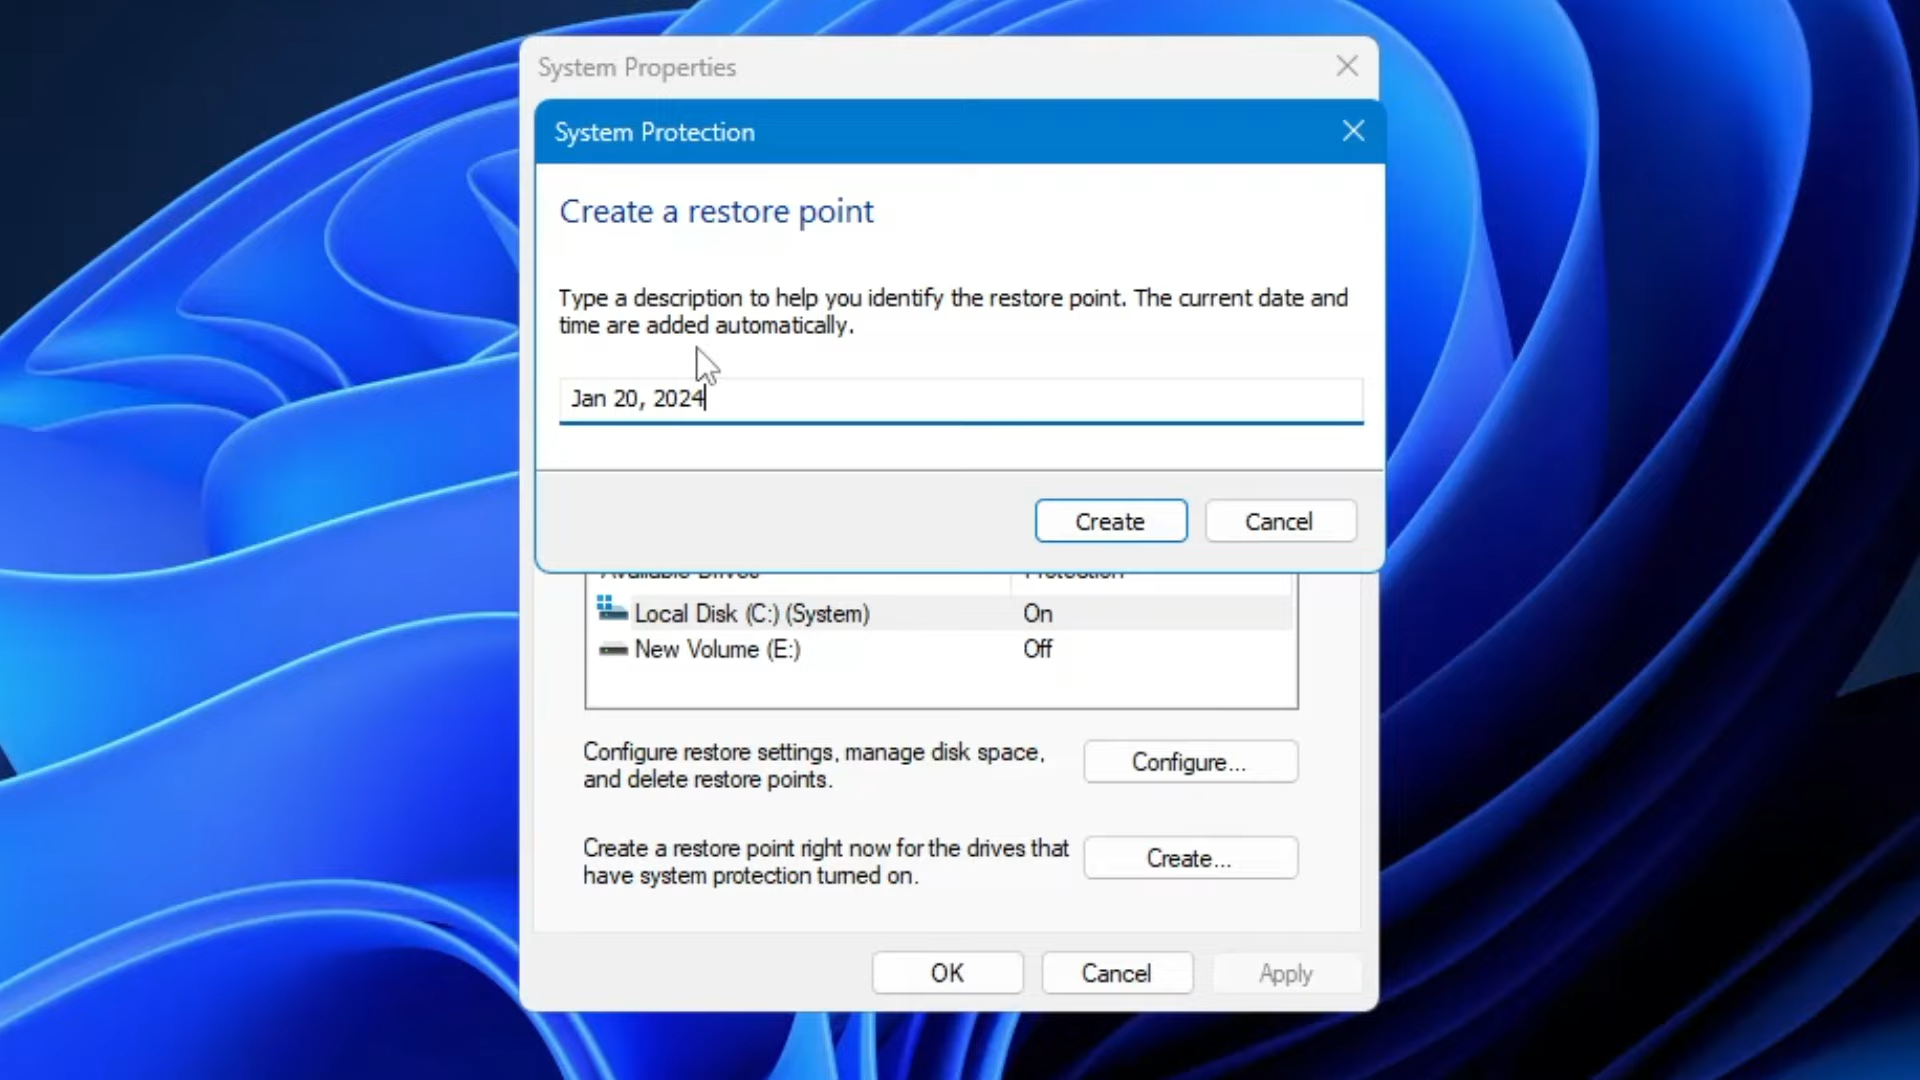 System Properties
System Protection
Create a restore point
Type a description to help you identify the restore point. The current date and
time are added automatically.
Jan 20, 2024
Create
Cancel
Available Drives
Protection
Local Disk (C:) (System)
On
New Volume (E:)
Off
Configure restore settings, manage disk space,
and delete restore points.
Configure...
Create a restore point right now for the drives that
have system protection turned on.
Create...
OK
Cancel
Apply